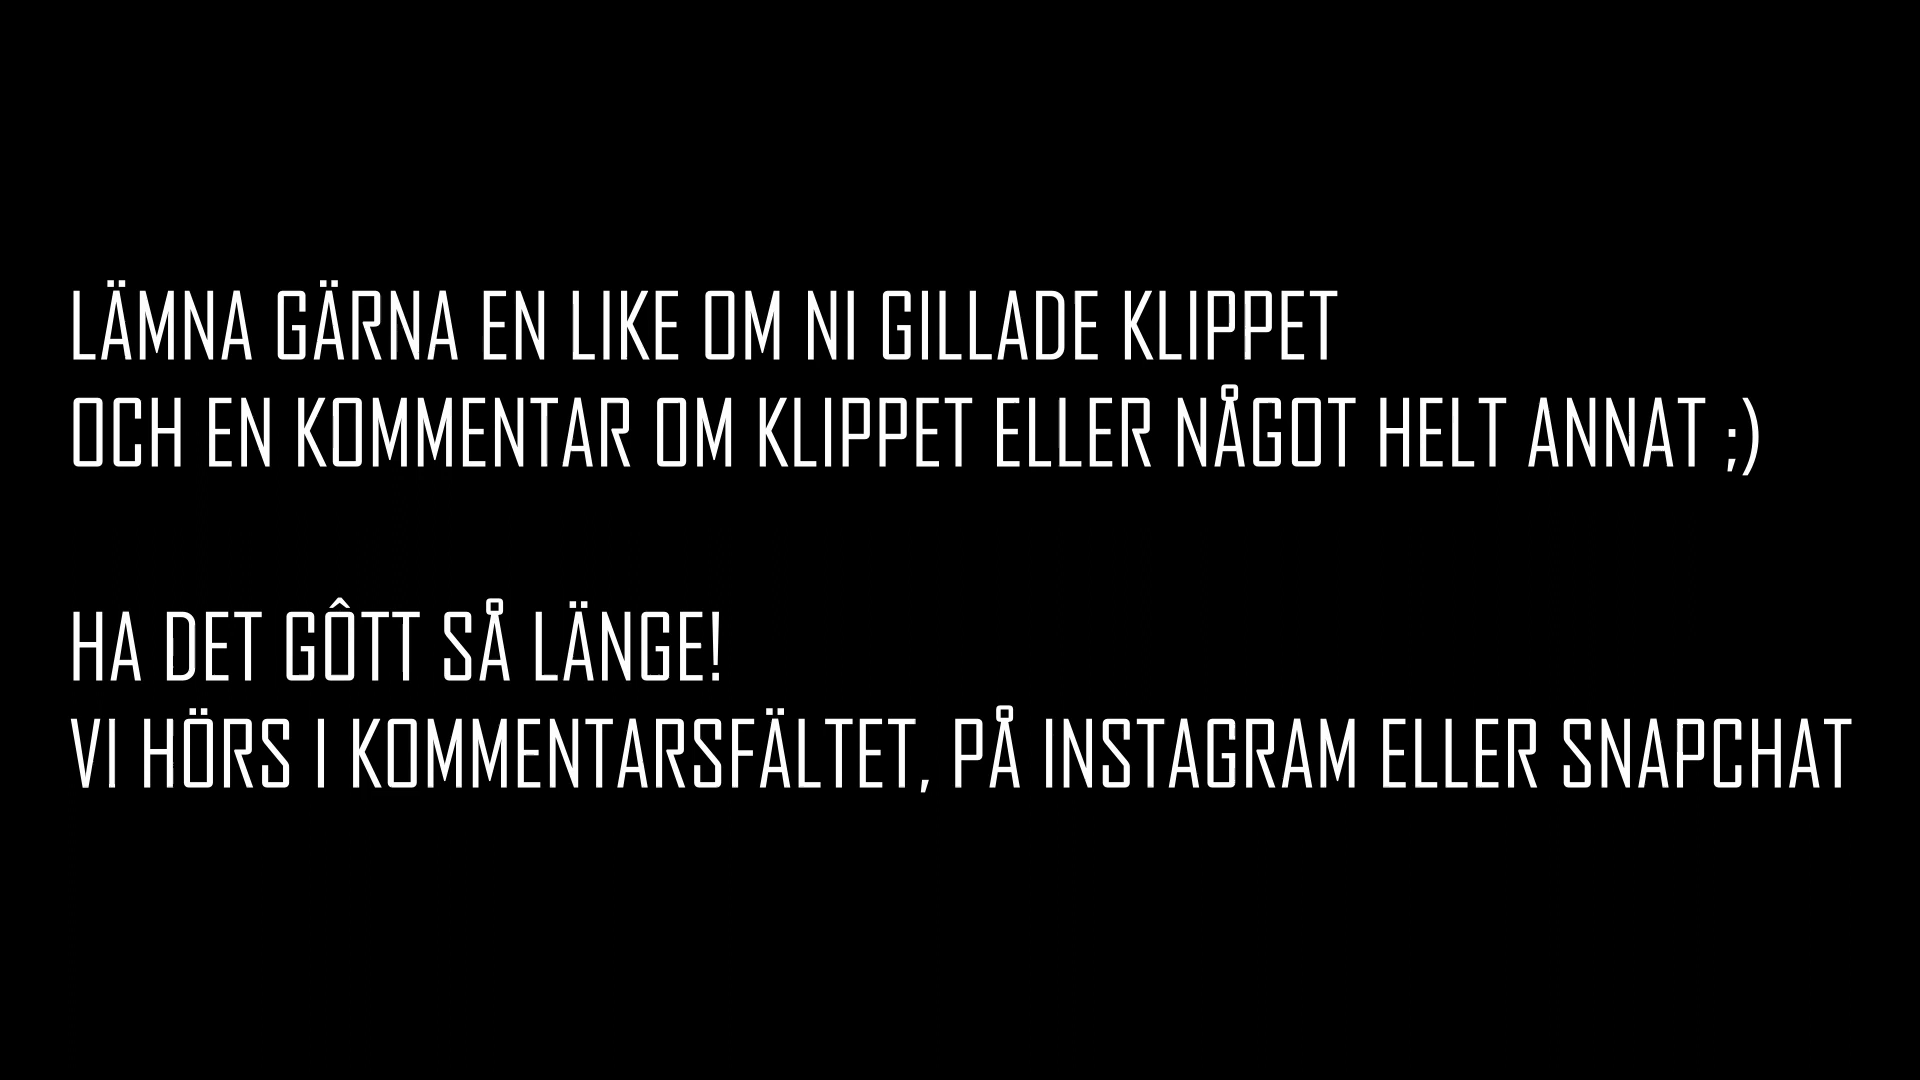 LÄMNA GÄRNA EN LIKE OM NI GILLADE KLIPPET
OCH EN KOMMENTAR OM KLIPPET ELLER NÅGOT HELT ANNAT ;)
HA DET GÔTT SÅ LÄNGE!
VI HÖRS I KOMMENTARSFÄLTET, PÅ INSTAGRAM ELLER SNAPCHAT